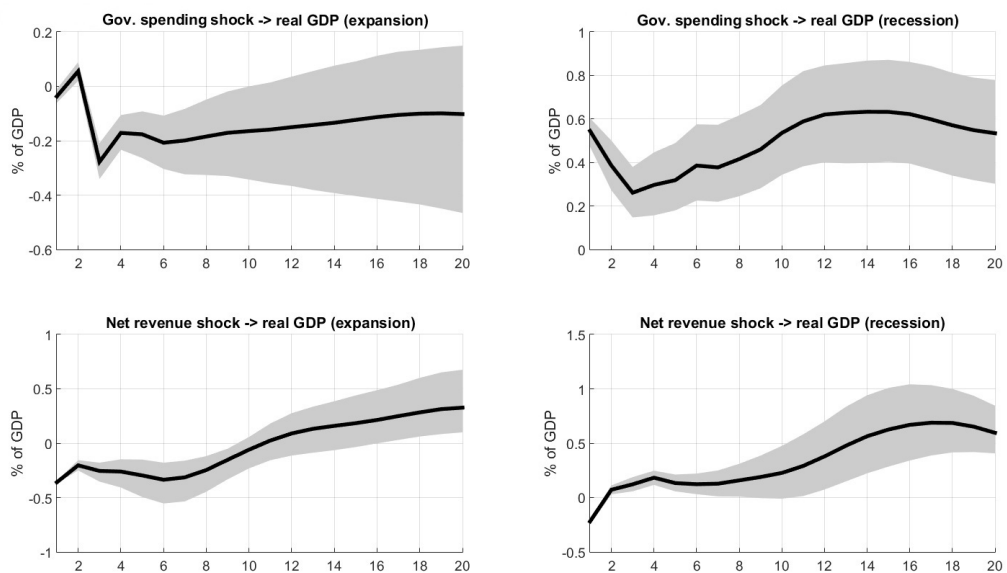 Gov. spending shock -> real GDP (expansion)
% of GDP
0.2
0
-0.2
-0.4
-0.6
2 4 6 8 10 12 14 16 18 20
Gov. spending shock -> real GDP (recession)
% of GDP
1
0.8
0.6
0.4
0.2
0
2 4 6 8 10 12 14 16 18 20
Net revenue shock -> real GDP (expansion)
% of GDP
1
0.5
0
-0.5
-1
2 4 6 8 10 12 14 16 18 20
Net revenue shock -> real GDP (recession)
% of GDP
1.5
1
0.5
0
-0.5
2 4 6 8 10 12 14 16 18 20